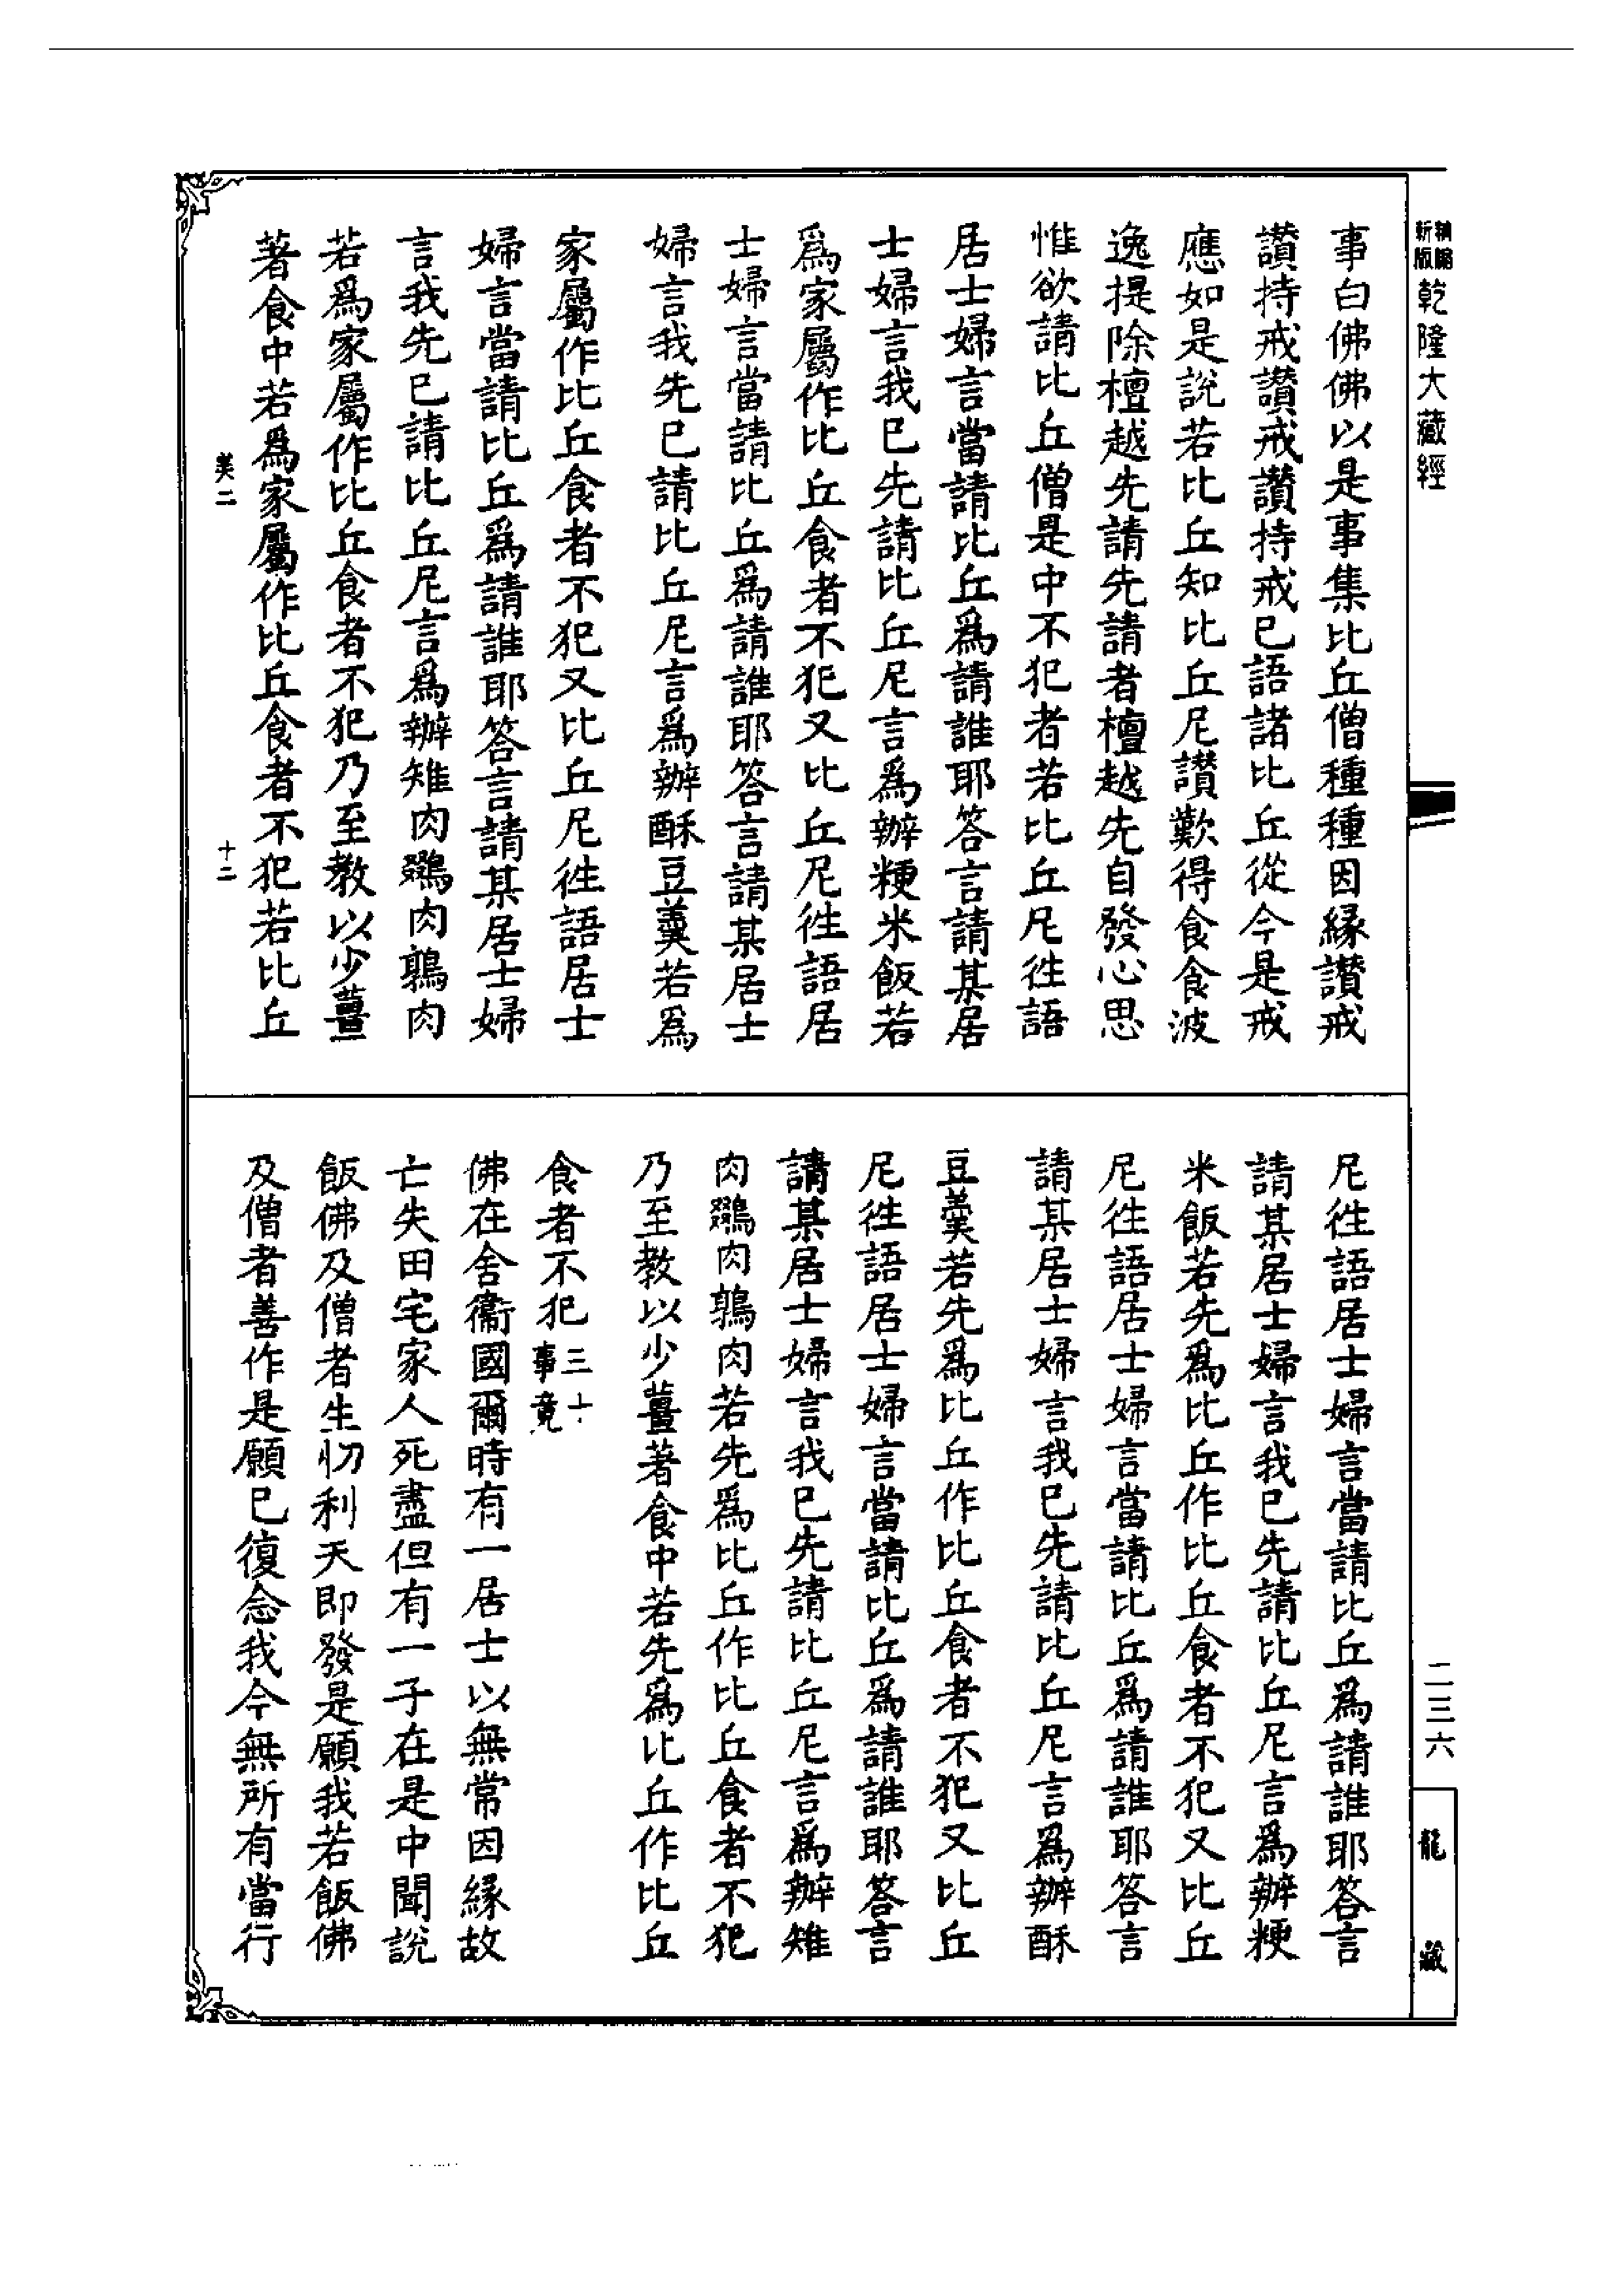 新版
精縮
乾隆大藏經
事白佛佛以是事集比丘僧種種因緣讚戒
讚持戒讚戒讚持戒已語諸比丘從今是戒
應如是說若比丘知比丘尼讚歎得食食波
逸提除檀越先請先請者檀越先自發心思
惟欲請比丘僧是中不犯者若比丘尼徃語
居士婦言當請比丘爲請誰耶答言請某居
士婦言我已先請比丘尼言爲辦粳米飯若
爲家屬作比丘食者不犯又比丘尼徃語居
士婦言當請比丘爲請誰耶答言請某居士
婦言我先已請比丘尼言爲辦酥豆羹若爲
家屬作比丘食者不犯又比丘尼徃語居士
婦言當請比丘爲請誰耶答言請某居士婦
言我先已請比丘尼言爲辦雉肉鷄肉鶉肉
若爲家屬作比丘食者不犯乃至教以少薑
著食中若爲家屬作比丘食者不犯若比丘
美二
十二
尼徃語居士婦言當請比丘爲請誰耶答言
請某居士婦言我已先請比丘尼言爲辦粳
米飯若先爲比丘作比丘食者不犯又比丘
尼徃語居士婦言當請比丘爲請誰耶答言
請某居士婦言我已先請比丘尼言爲辦酥
豆羹若先爲比丘作比丘食者不犯又比丘
尼徃語居士婦言當請比丘爲請誰耶答言
請某居士婦言我已先請比丘尼言爲辦雉
肉鷄肉鶉肉若先爲比丘作比丘食者不犯
乃至教以少薑著食中若先爲比丘作比丘
食者不犯三十事竟
佛在舍衞國爾時有一居士以無常因緣故
亡失田宅家人死盡但有一子在是中聞說
飯佛及僧者生忉利天即發是願我若飯佛
及僧者善作是願已復念我今無所有當行
二三六
龍藏